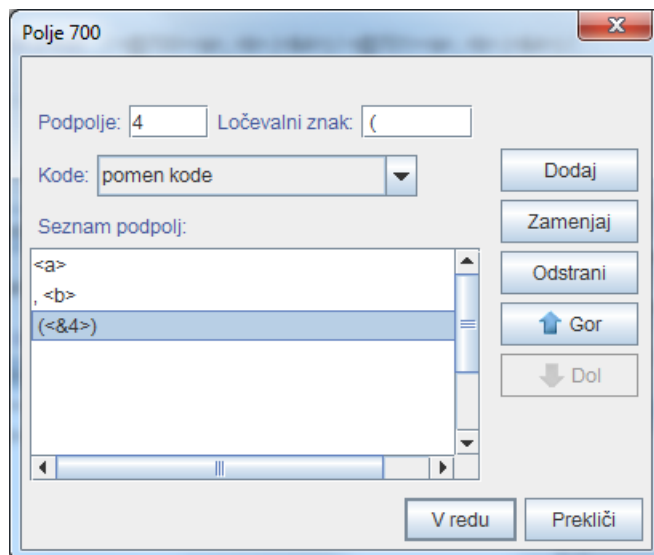 Polje 700
Podpolje: 4 Ločevalni znak: (
Kode: pomen kode
Dodaj
Seznam podpolj:
Zamenjaj
<a>
, <b>
(<&4>)
Odstrani
Gor
Dol
V redu
Prekliči